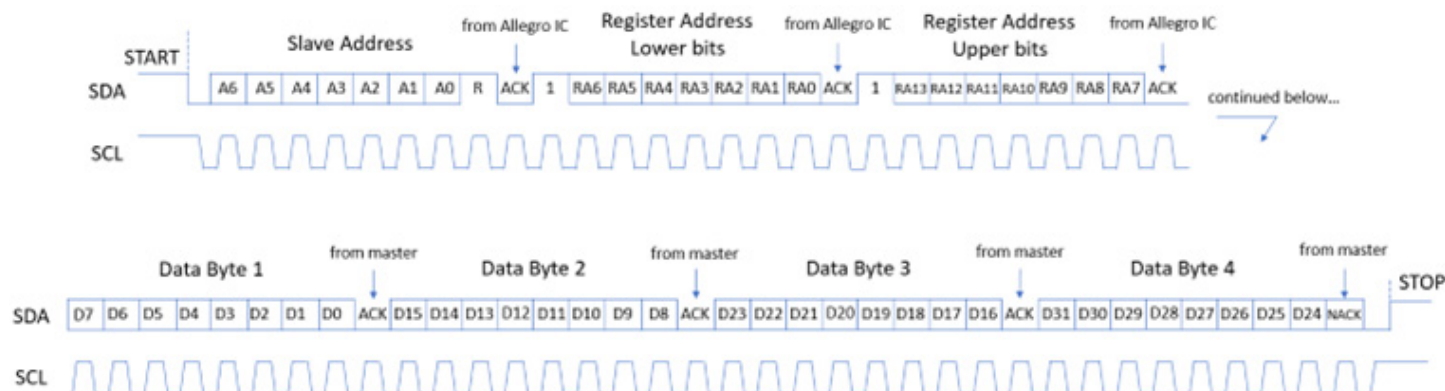 from Allegro IC Register Address from Allegro IC Register Address from Allegro IC
START Slave Address Lower bits Upper bits
SDA A6 A5 A4 A3 A2 A1 A0 R ACK 1 RA6 RA5 RA4 RA3 RA2 RA1 RA0 ACK 1 RA13 RA12 RA11 RA10 RA9 RA8 RA7 ACK
continued below...
SCL
from master from master from master from master
Data Byte 1 Data Byte 2 Data Byte 3 Data Byte 4 STOP
SDA D7 D6 D5 D4 D3 D2 D1 D0 ACK D15 D14 D13 D12 D11 D10 D9 D8 ACK D23 D22 D21 D20 D19 D18 D17 D16 ACK D31 D30 D29 D28 D27 D26 D25 D24 NACK
SCL